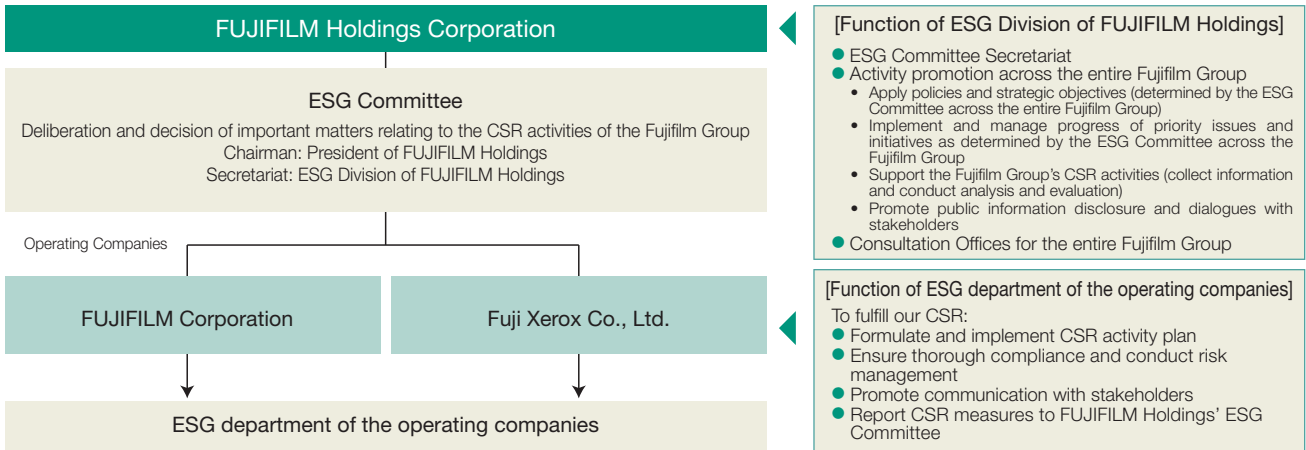 FUJIFILM Holdings Corporation
ESG Committee
Deliberation and decision of important matters relating to the CSR activities of the Fujifilm Group
Chairman: President of FUJIFILM Holdings
Secretariat: ESG Division of FUJIFILM Holdings
Operating Companies
FUJIFILM Corporation
Fuji Xerox Co., Ltd.
ESG department of the operating companies
[Function of ESG Division of FUJIFILM Holdings]
● ESG Committee Secretariat
● Activity promotion across the entire Fujifilm Group
• Apply policies and strategic objectives (determined by the ESG
Committee across the entire Fujifilm Group)
• Implement and manage progress of priority issues and
initiatives as determined by the ESG Committee across the
Fujifilm Group
• Support the Fujifilm Group's CSR activities (collect information
and conduct analysis and evaluation)
• Promote public information disclosure and dialogues with
stakeholders
● Consultation Offices for the entire Fujifilm Group
[Function of ESG department of the operating companies]
To fulfill our CSR:
● Formulate and implement CSR activity plan
● Ensure thorough compliance and conduct risk
management
● Promote communication with stakeholders
● Report CSR measures to FUJIFILM Holdings' ESG
Committee